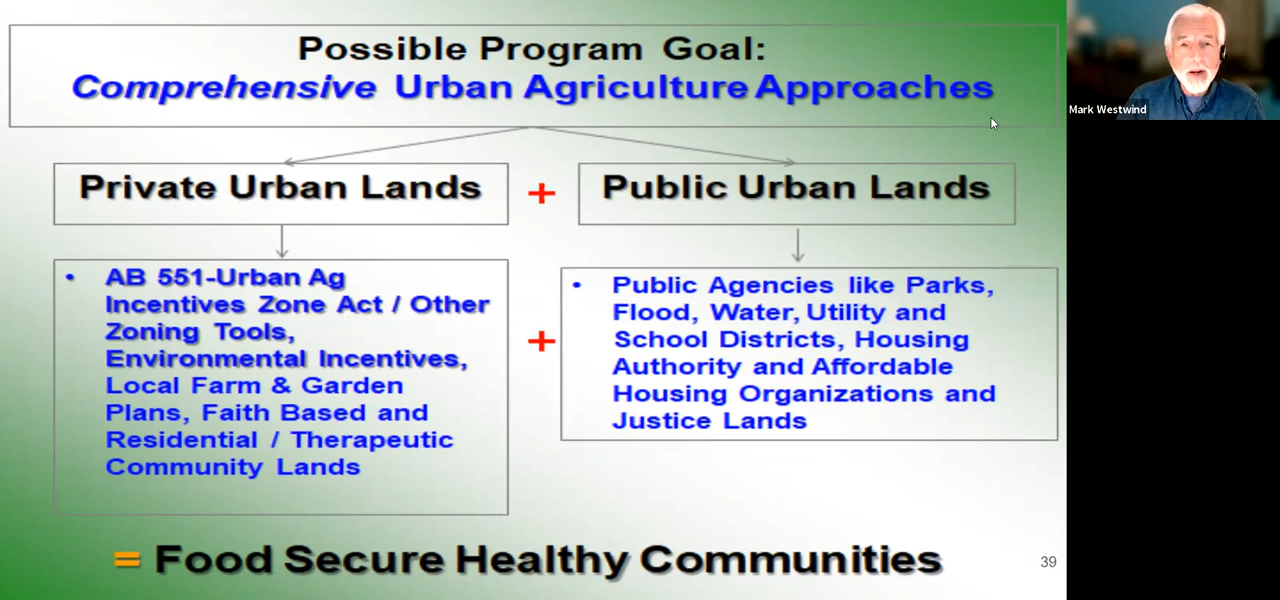 Possible Program Goal:
Comprehensive Urban Agriculture Approaches
Mark Westwind
Private Urban Lands
+
Public Urban Lands
• AB 551-Urban Ag
Incentives Zone Act / Other
Zoning Tools,
Environmental Incentives,
Local Farm & Garden
Plans, Faith Based and
Residential / Therapeutic
Community Lands
+
• Public Agencies like Parks,
Flood, Water, Utility and
School Districts, Housing
Authority and Affordable
Housing Organizations and
Justice Lands
= Food Secure Healthy Communities
39